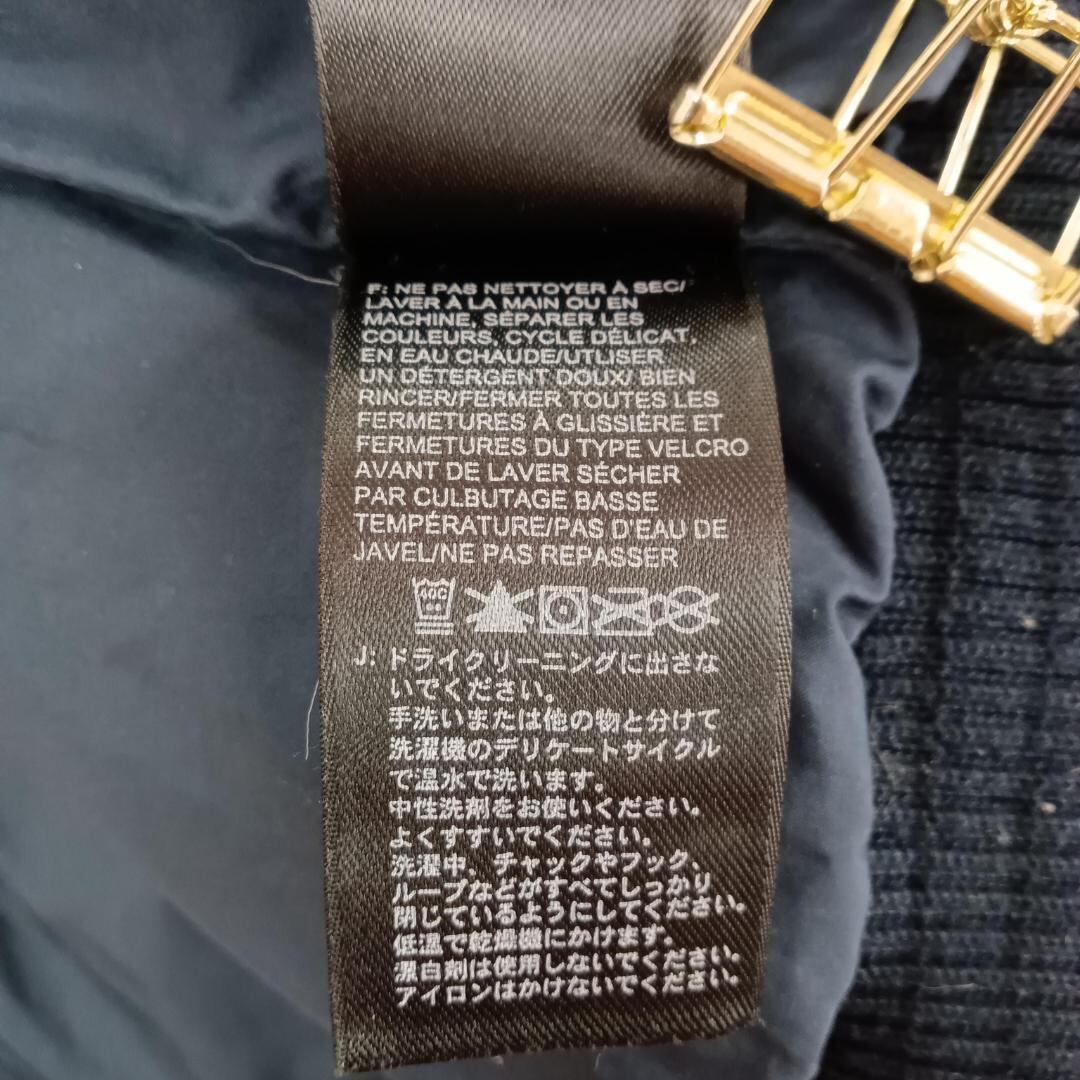 F: NE PAS NETTOYER À SEC/
LAVER À LA MAIN OU EN
MACHINE, SÉPARER LES
COULEURS, CYCLE DÉLICAT,
EN EAU CHAUDE/UTLISER
UN DÉTERGENT DOUX/ BIEN
RINCER/FERMER TOUTES LES
FERMETURES À GLISSIÈRE ET
FERMETURES DU TYPE VELCRO
AVANT DE LAVER SÉCHER
PAR CULBUTAGE BASSE
TEMPÉRATURE/PAS D'EAU DE
JAVEL/NE PAS REPASSER
40C
J: ドライクリーニングに出さな
いでください。
手洗いまたは他の物と分けて
洗濯機のデリケートサイクル
で温水で洗います。
中性洗剤をお使いください。
よくすすいでください。
洗濯中、チャックやフック、
ループなどがすべてしっかり
閉じているようにしてください。
低温で乾燥機にかけます。
漂白剤は使用しないでください。
アイロンはかけないでください。